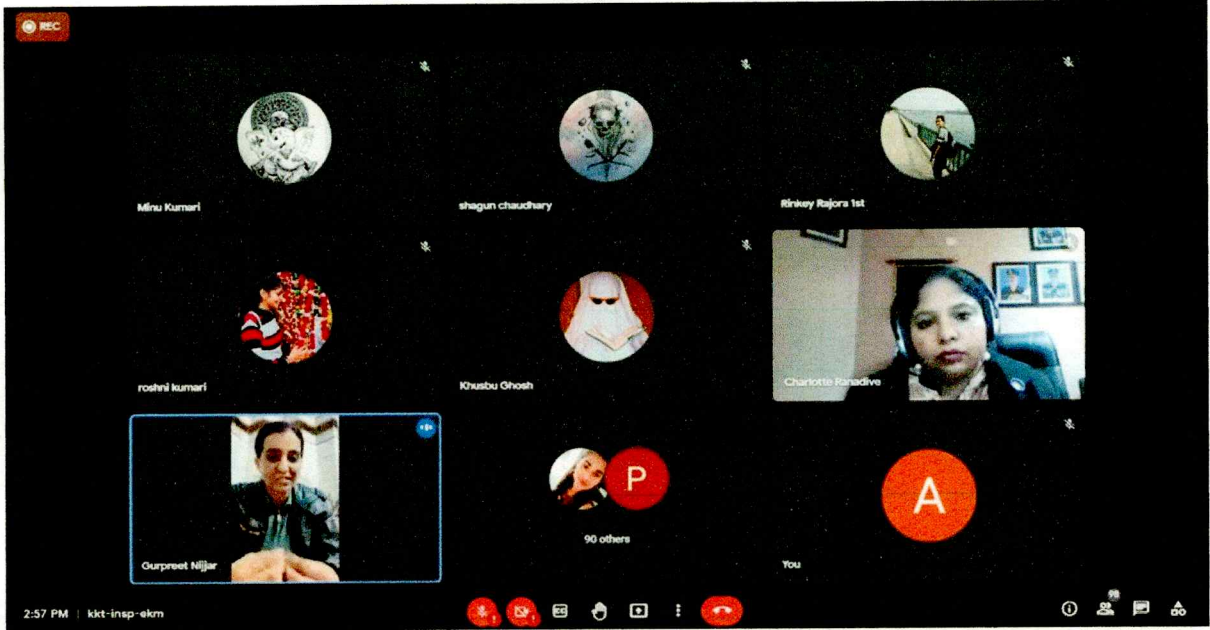 REC
Minu Kumari
shagun chaudhary
Rinkey Rajora 1st
roshni kumari
Khusbu Ghosh
Charlotte Ranadive
Gurpreet Nijjar
P
90 others
A
You
2:57 PM | kkt-insp-ekm
98